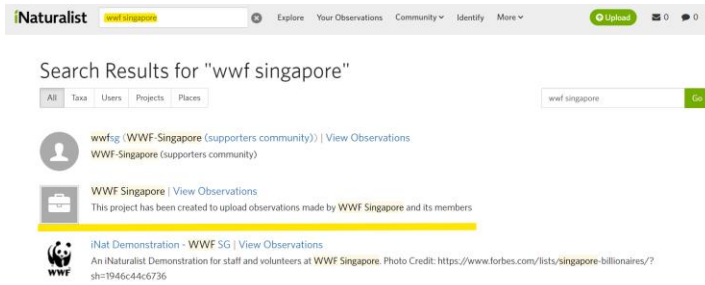 iNaturalist wwf singapore Explore Your Observations Community Identify More Upload 0 0
Search Results for "wwf singapore"
All Taxa Users Projects Places wwf singapore Go
wwfsg (WWF-Singapore (supporters community)) | View Observations
WWF-Singapore (supporters community)
WWF Singapore | View Observations
This project has been created to upload observations made by WWF Singapore and its members
iNat Demonstration - WWF SG | View Observations
An iNaturalist Demonstration for staff and volunteers at WWF Singapore. Photo Credit: https://www.forbes.com/lists/singapore-billionaires/?
WWF sh=1946c44c6736